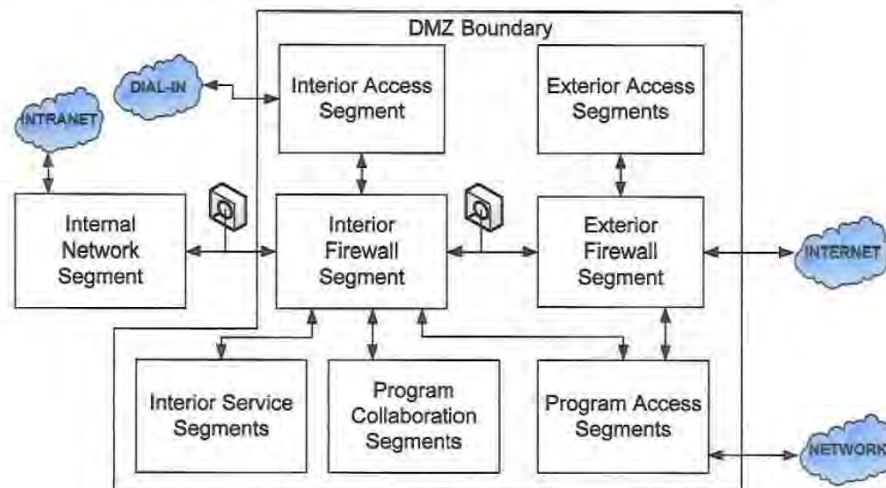 DMZ Boundary
DIAL-IN
Interior Access
Segment
Exterior Access
Segments
INTRANET
Internal
Network
Segment
Interior
Firewall
Segment
Exterior
Firewall
Segment
INTERNET
Interior Service
Segments
Program
Collaboration
Segments
Program Access
Segments
NETWORK